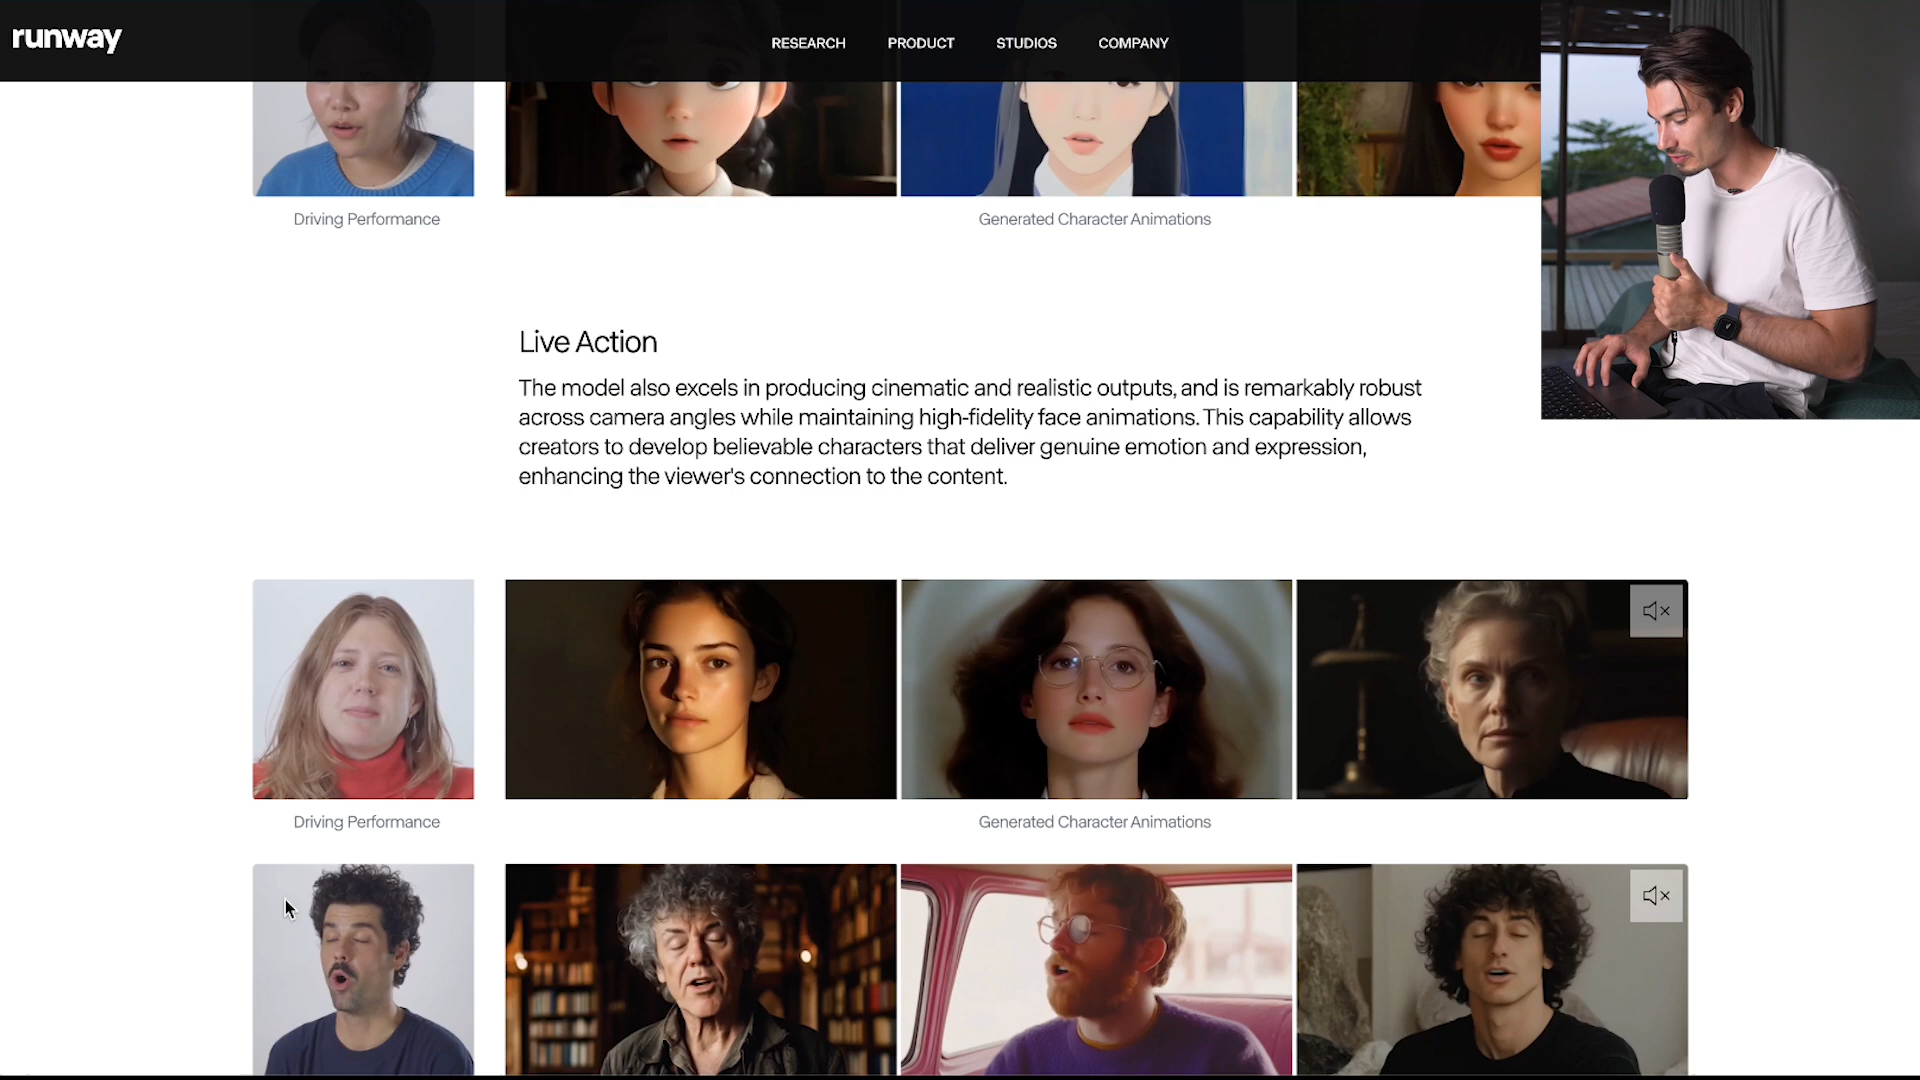 runway
RESEARCH
PRODUCT
STUDIOS
COMPANY
Driving Performance
Generated Character Animations
Live Action
The model also excels in producing cinematic and realistic outputs, and is remarkably robust
across camera angles while maintaining high-fidelity face animations. This capability allows
creators to develop believable characters that deliver genuine emotion and expression,
enhancing the viewer's connection to the content.
Driving Performance
Generated Character Animations